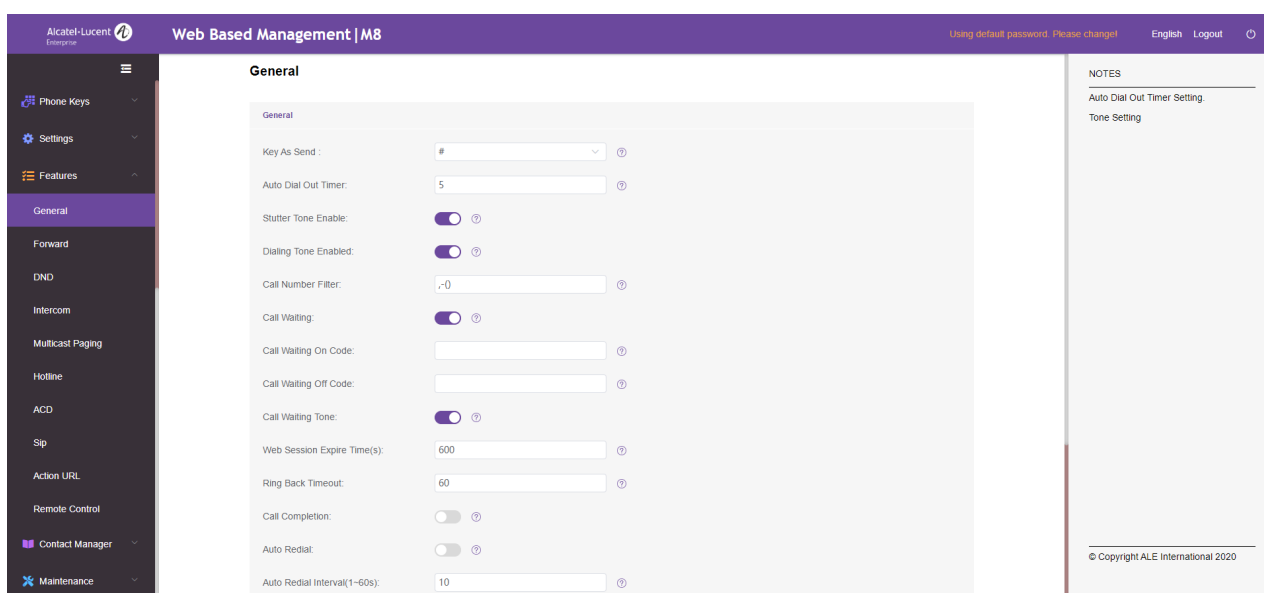 Alcatel·Lucent
Enterprise
Web Based Management | M8
Using default password. Please change!
English
Logout
Phone Keys
Settings
Features
General
Forward
DND
Intercom
Multicast Paging
Hotline
ACD
Sip
Action URL
Remote Control
Contact Manager
Maintenance
General
General
Key As Send :
#
Auto Dial Out Timer:
5
Stutter Tone Enable:
Dialing Tone Enabled:
Call Number Filter:
,-()
Call Waiting:
Call Waiting On Code:
Call Waiting Off Code:
Call Waiting Tone:
Web Session Expire Time(s):
600
Ring Back Timeout:
60
Call Completion:
Auto Redial:
Auto Redial Interval(1~60s):
10
NOTES
Auto Dial Out Timer Setting.
Tone Setting
© Copyright ALE International 2020